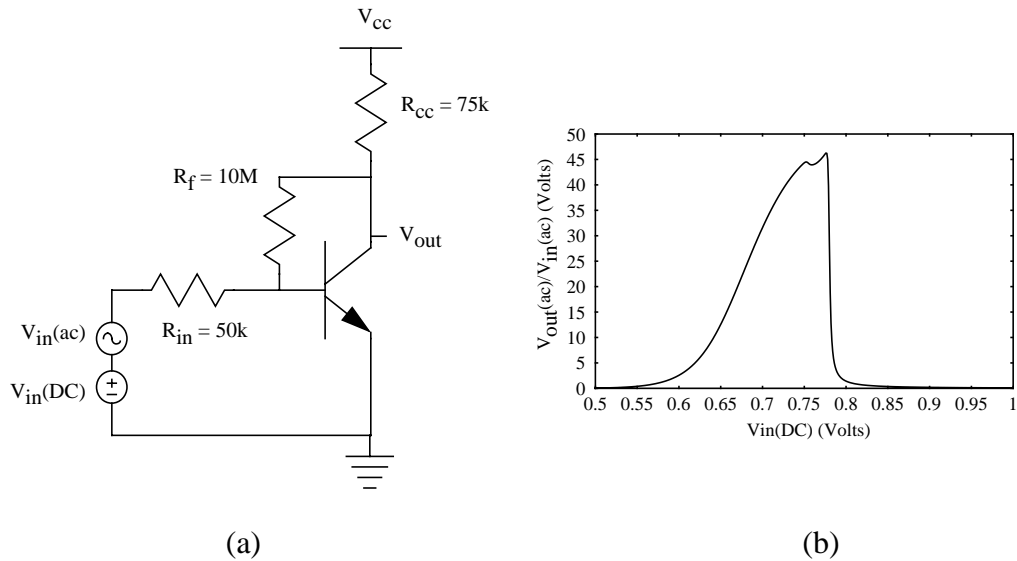 Vcc
Rcc = 75k
Rf = 10M
Vout
Rin = 50k
Vin(ac)
Vin(DC)
(a)
Vout(ac)/Vin(ac) (Volts)
50
45
40
35
30
25
20
15
10
5
0
0.5 0.55 0.6 0.65 0.7 0.75 0.8 0.85 0.9 0.95 1
Vin(DC) (Volts)
(b)